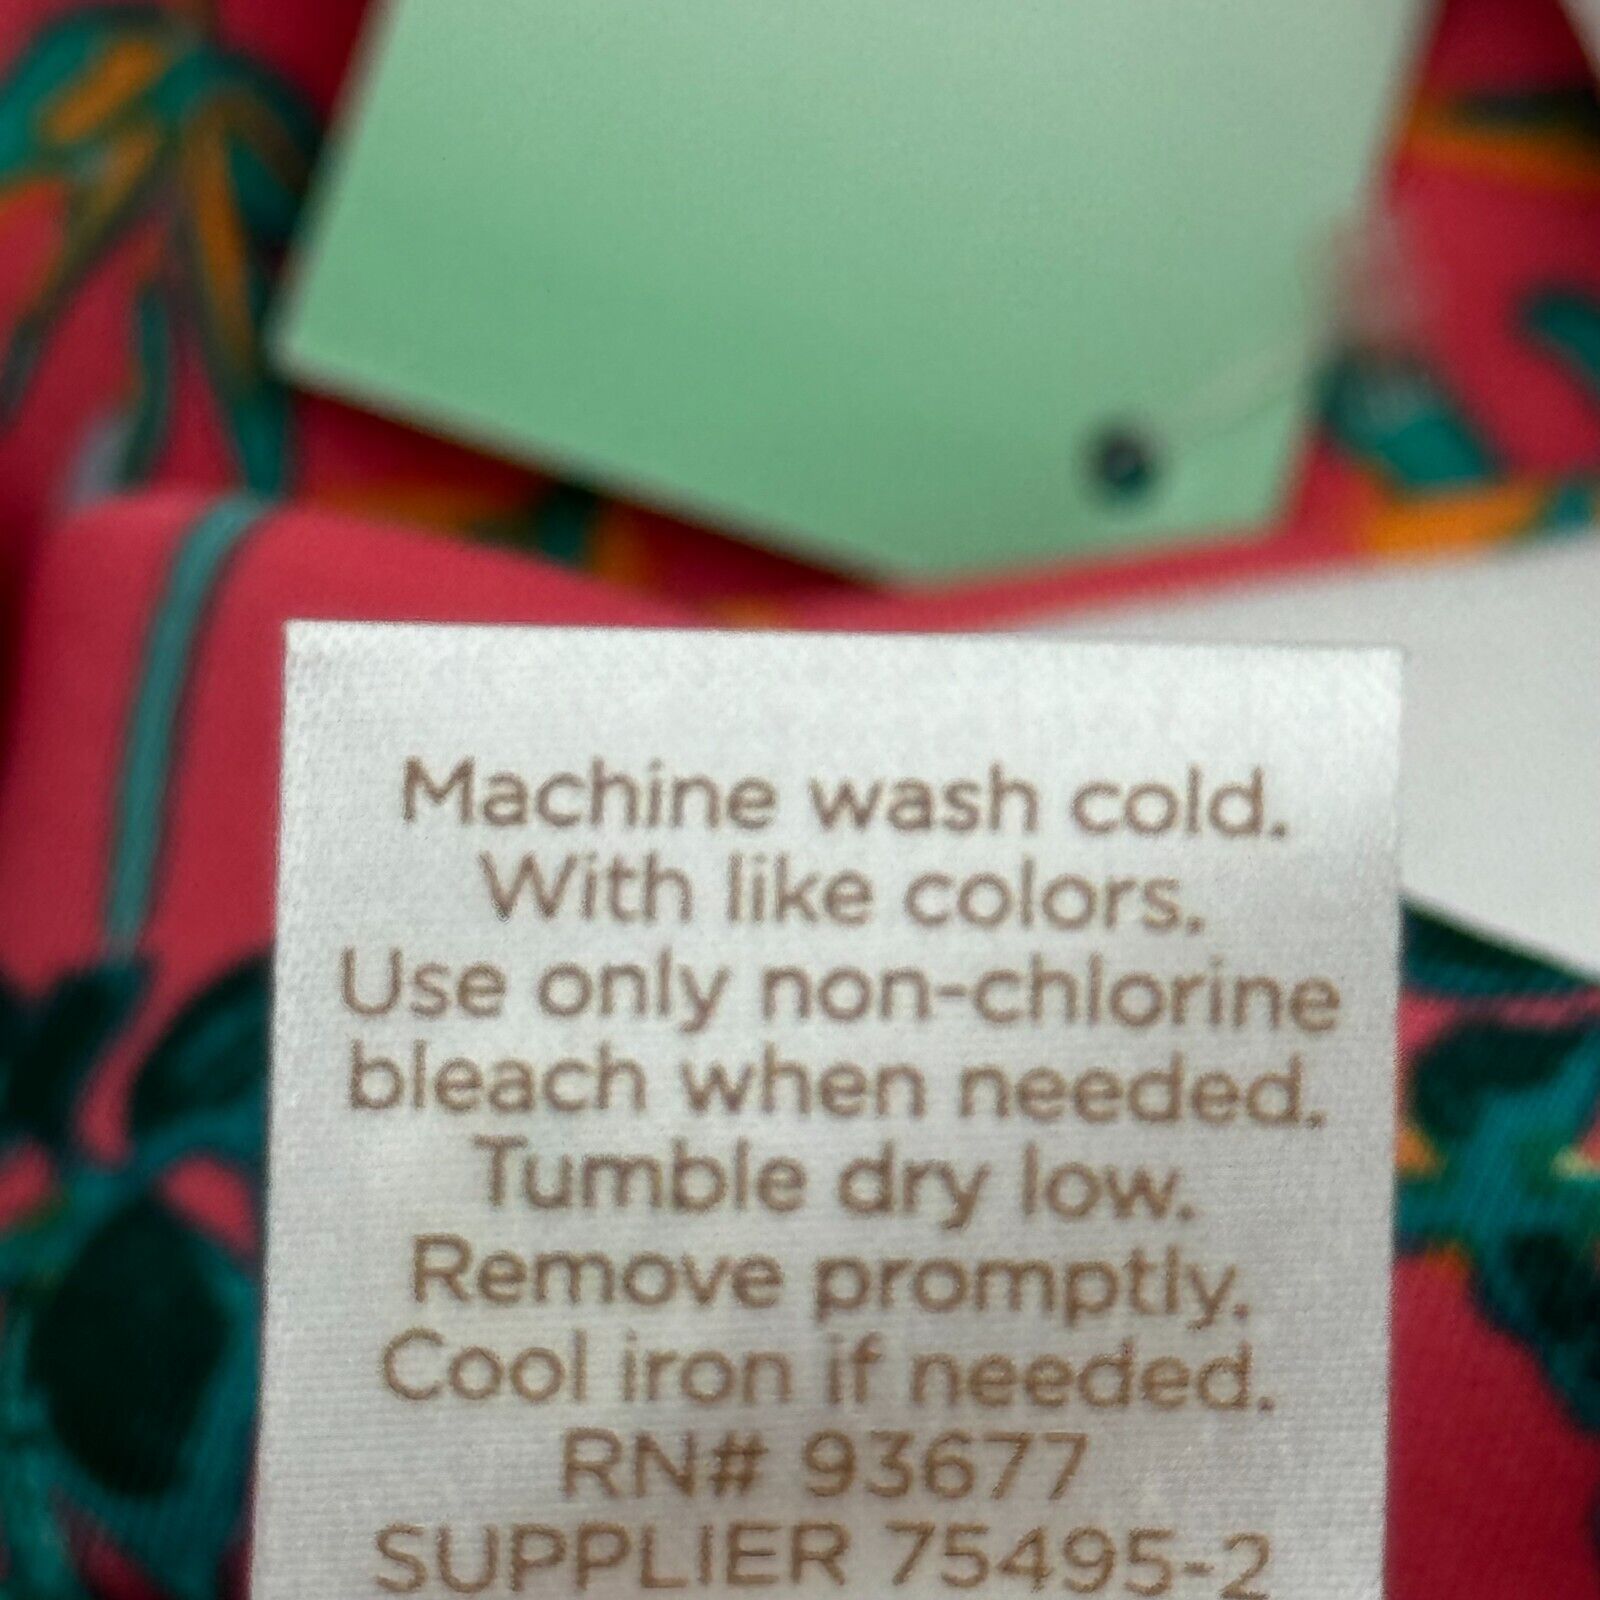 Machine wash cold.
With like colors.
Use only non-chlorine
bleach when needed.
Tumble dry low.
Remove promptly.
Cool iron if needed.
RN# 93677
SUPPLIER 75495-2